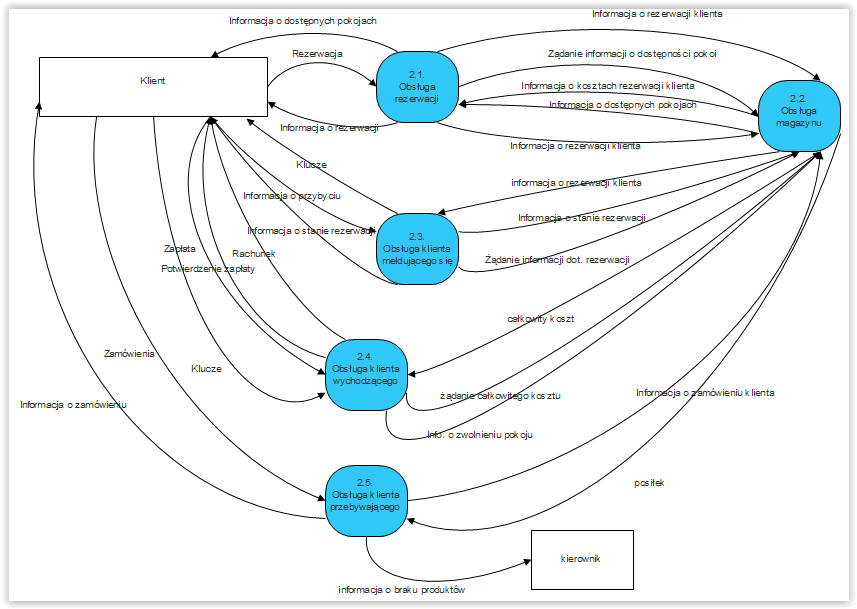 Informacja o dostępnych pokojach
Informacja o rezerwacji klienta
Rezerwacja
Żądanie informacji o dostępności pokoi
Klient
2.1.
Obsługa
rezerwacji
Informacja o kosztach rezerwacji klienta
Informacja o dostępnych pokojach
2.2.
Obsługa
magazynu
Informacja o rezerwacji
Informacja o rezerwacji klienta
Klucze
informacja o rezerwacji klienta
Informacja o przybyciu
Informacja o stanie rezerwacji
Informacja o stanie rezerwacji
2.3.
Obsługa klienta
meldującego się
Zapłata
Rachunek
Żądanie informacji dot. rezerwacji
Potwierdzenie zapłaty
całkowity koszt
Zamówienia
Klucze
2.4.
Obsługa klienta
wychodzącego
żądanie całkowitego kosztu
Informacja o zamówieniu klienta
Informacja o zamówieniu
Info. o zwolnieniu pokoju
2.5.
Obsługa klienta
przebywającego
posiłek
kierownik
informacja o braku produktów